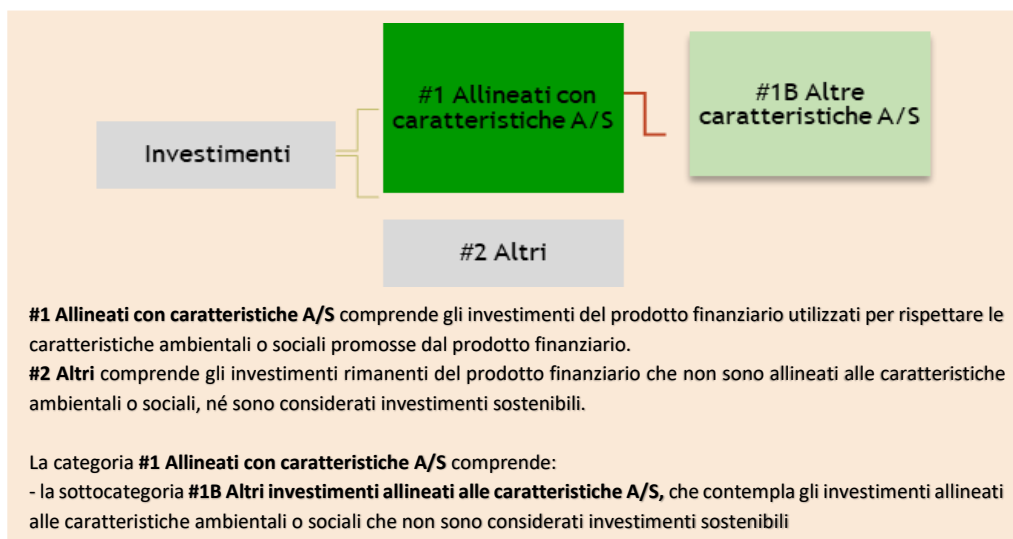 #1 Allineati con
caratteristiche A/S
#1B Altre
caratteristiche A/S
Investimenti
#2 Altri
#1 Allineati con caratteristiche A/S comprende gli investimenti del prodotto finanziario utilizzati per rispettare le
caratteristiche ambientali o sociali promosse dal prodotto finanziario.
#2 Altri comprende gli investimenti rimanenti del prodotto finanziario che non sono allineati alle caratteristiche
ambientali o sociali, né sono considerati investimenti sostenibili.
La categoria #1 Allineati con caratteristiche A/S comprende:
- la sottocategoria #1B Altri investimenti allineati alle caratteristiche A/S, che contempla gli investimenti allineati
alle caratteristiche ambientali o sociali che non sono considerati investimenti sostenibili